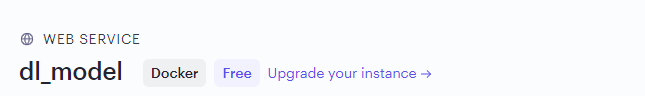 WEB SERVICE
dl_model Docker Free Upgrade your instance →